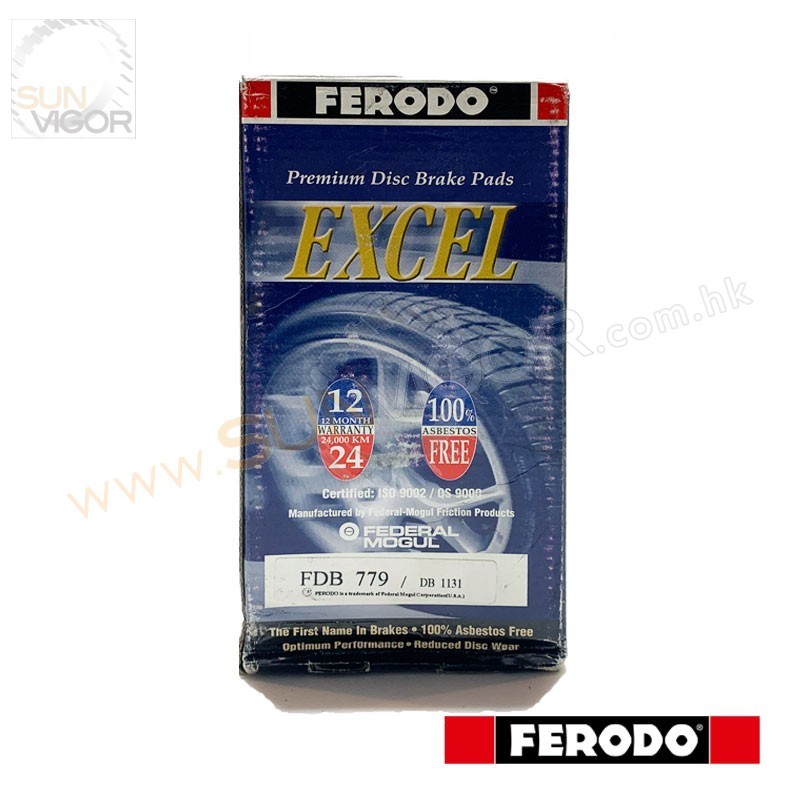 SUN
VIGOR
FERODO™
Premium Disc Brake Pads
EXCEL
12
12 MONTH
WARRANTY
24,000 KM
24
100%
ASBESTOS
FREE
www.SUNVIGOR.com.hk
Certified: ISO 9002 / QS 9000
Manufactured by Federal-Mogul Friction Products
FEDERAL
MOGUL
FDB 779 / DB 1131
FERODO is a trademark of Federal Mogul Corporation(U.S.A.)
The First Name In Brakes • 100% Asbestos Free
Optimum Performance • Reduced Disc Wear
FERODO®